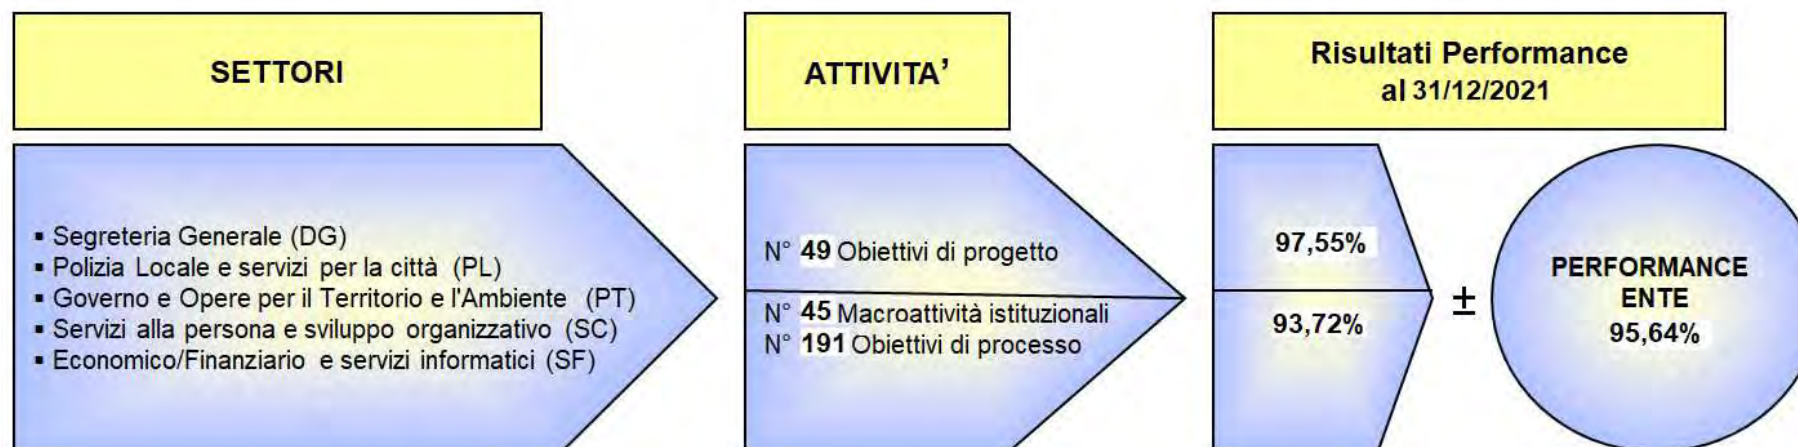 SETTORI
ATTIVITA’
Risultati Performance
al 31/12/2021
▪ Segreteria Generale (DG)
▪ Polizia Locale e servizi per la città (PL)
▪ Governo e Opere per il Territorio e l'Ambiente (PT)
▪ Servizi alla persona e sviluppo organizzativo (SC)
▪ Economico/Finanziario e servizi informatici (SF)
N° 49 Obiettivi di progetto
N° 45 Macroattività istituzionali
N° 191 Obiettivi di processo
97,55%
93,72%
±
PERFORMANCE
ENTE
95,64%